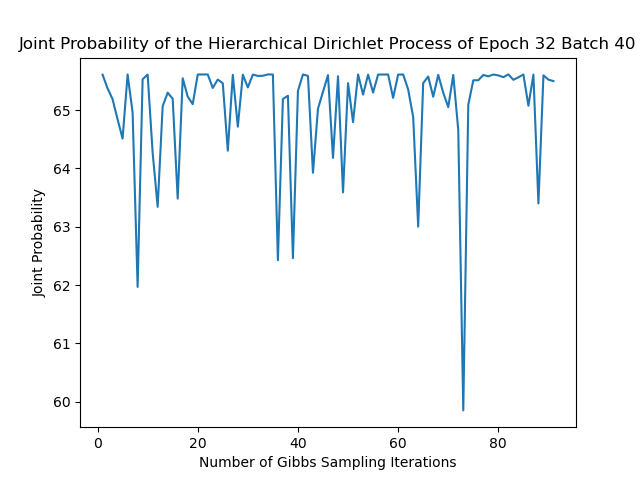 Joint Probability of the Hierarchical Dirichlet Process of Epoch 32 Batch 40
65
64
63
62
61
60
Joint Probability
0 20 40 60 80
Number of Gibbs Sampling Iterations